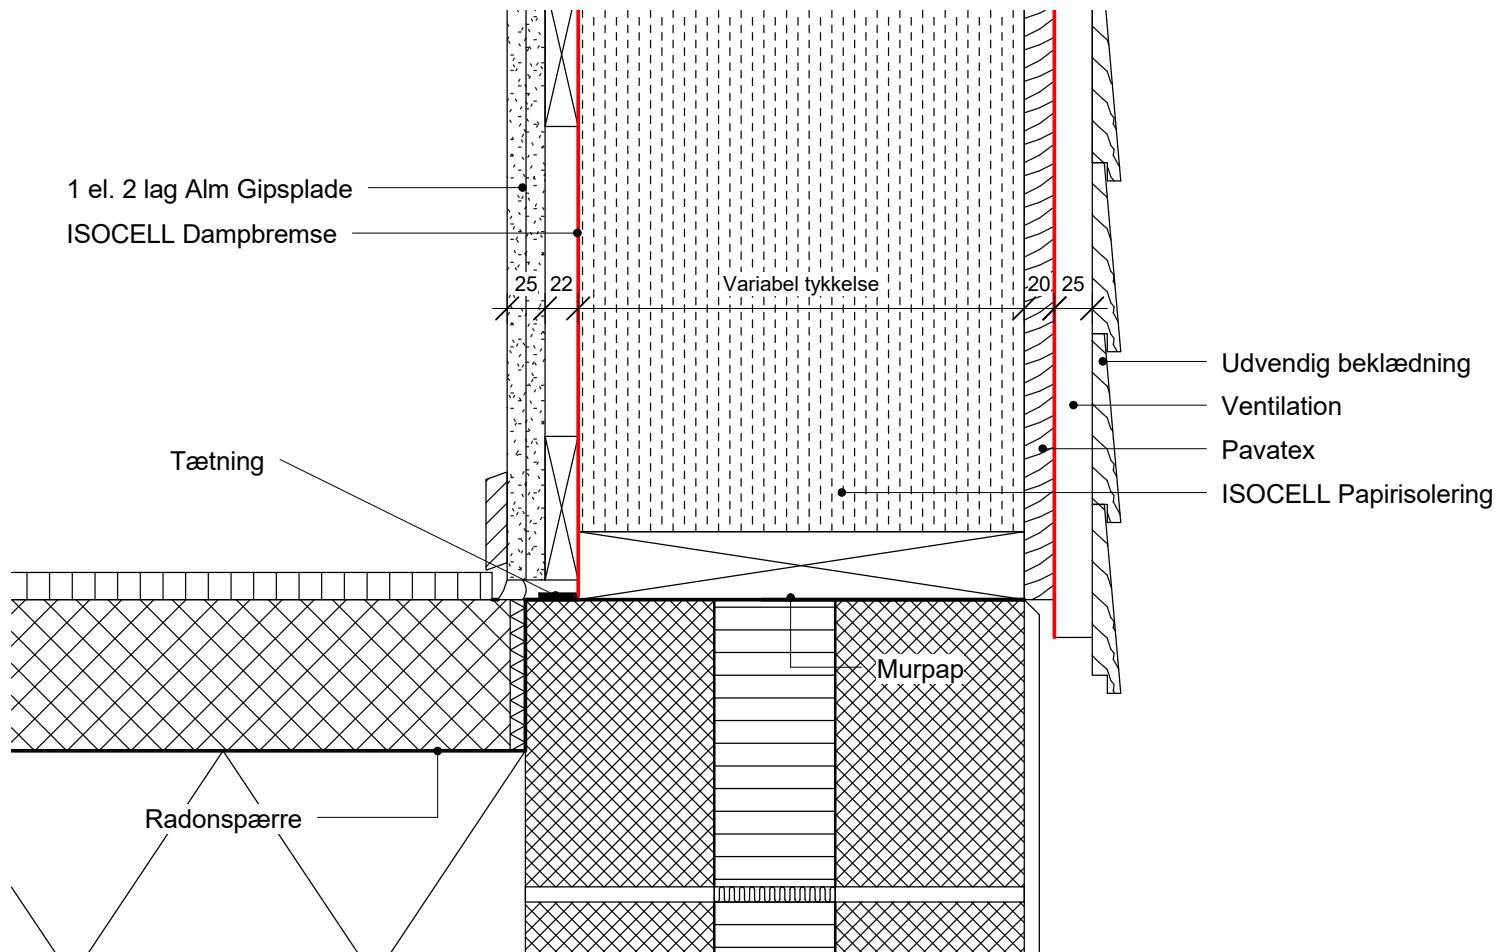 1 el. 2 lag Alm Gipsplade
ISOCELL Dampbremse
25 22 Variabel tykkelse 20 25
Udvendig beklædning
Ventilation
Pavatex
ISOCELL Papirisolering
Tætning
Murpap
Radonspærre